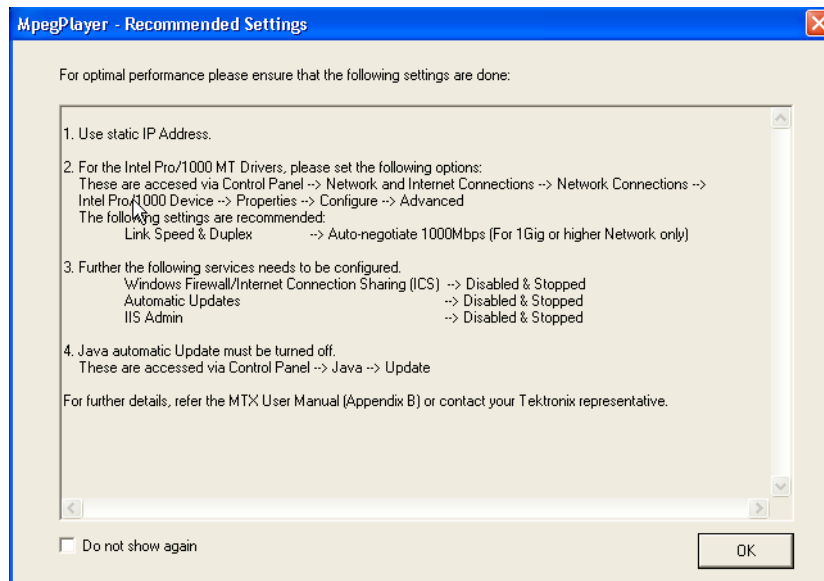 MpegPlayer - Recommended Settings
For optimal performance please ensure that the following settings are done:
1. Use static IP Address.
2. For the Intel Pro/1000 MT Drivers, please set the following options:
These are accesed via Control Panel --> Network and Internet Connections --> Network Connections -->
Intel Pro/1000 Device --> Properties --> Configure --> Advanced
The following settings are recommended:
Link Speed & Duplex --> Auto-negotiate 1000Mbps (For 1Gig or higher Network only)
3. Further the following services needs to be configured.
Windows Firewall/Internet Connection Sharing (ICS) --> Disabled & Stopped
Automatic Updates --> Disabled & Stopped
IIS Admin --> Disabled & Stopped
4. Java automatic Update must be turned off.
These are accessed via Control Panel --> Java --> Update
For further details, refer the MTX User Manual (Appendix B) or contact your Tektronix representative.
Do not show again
OK